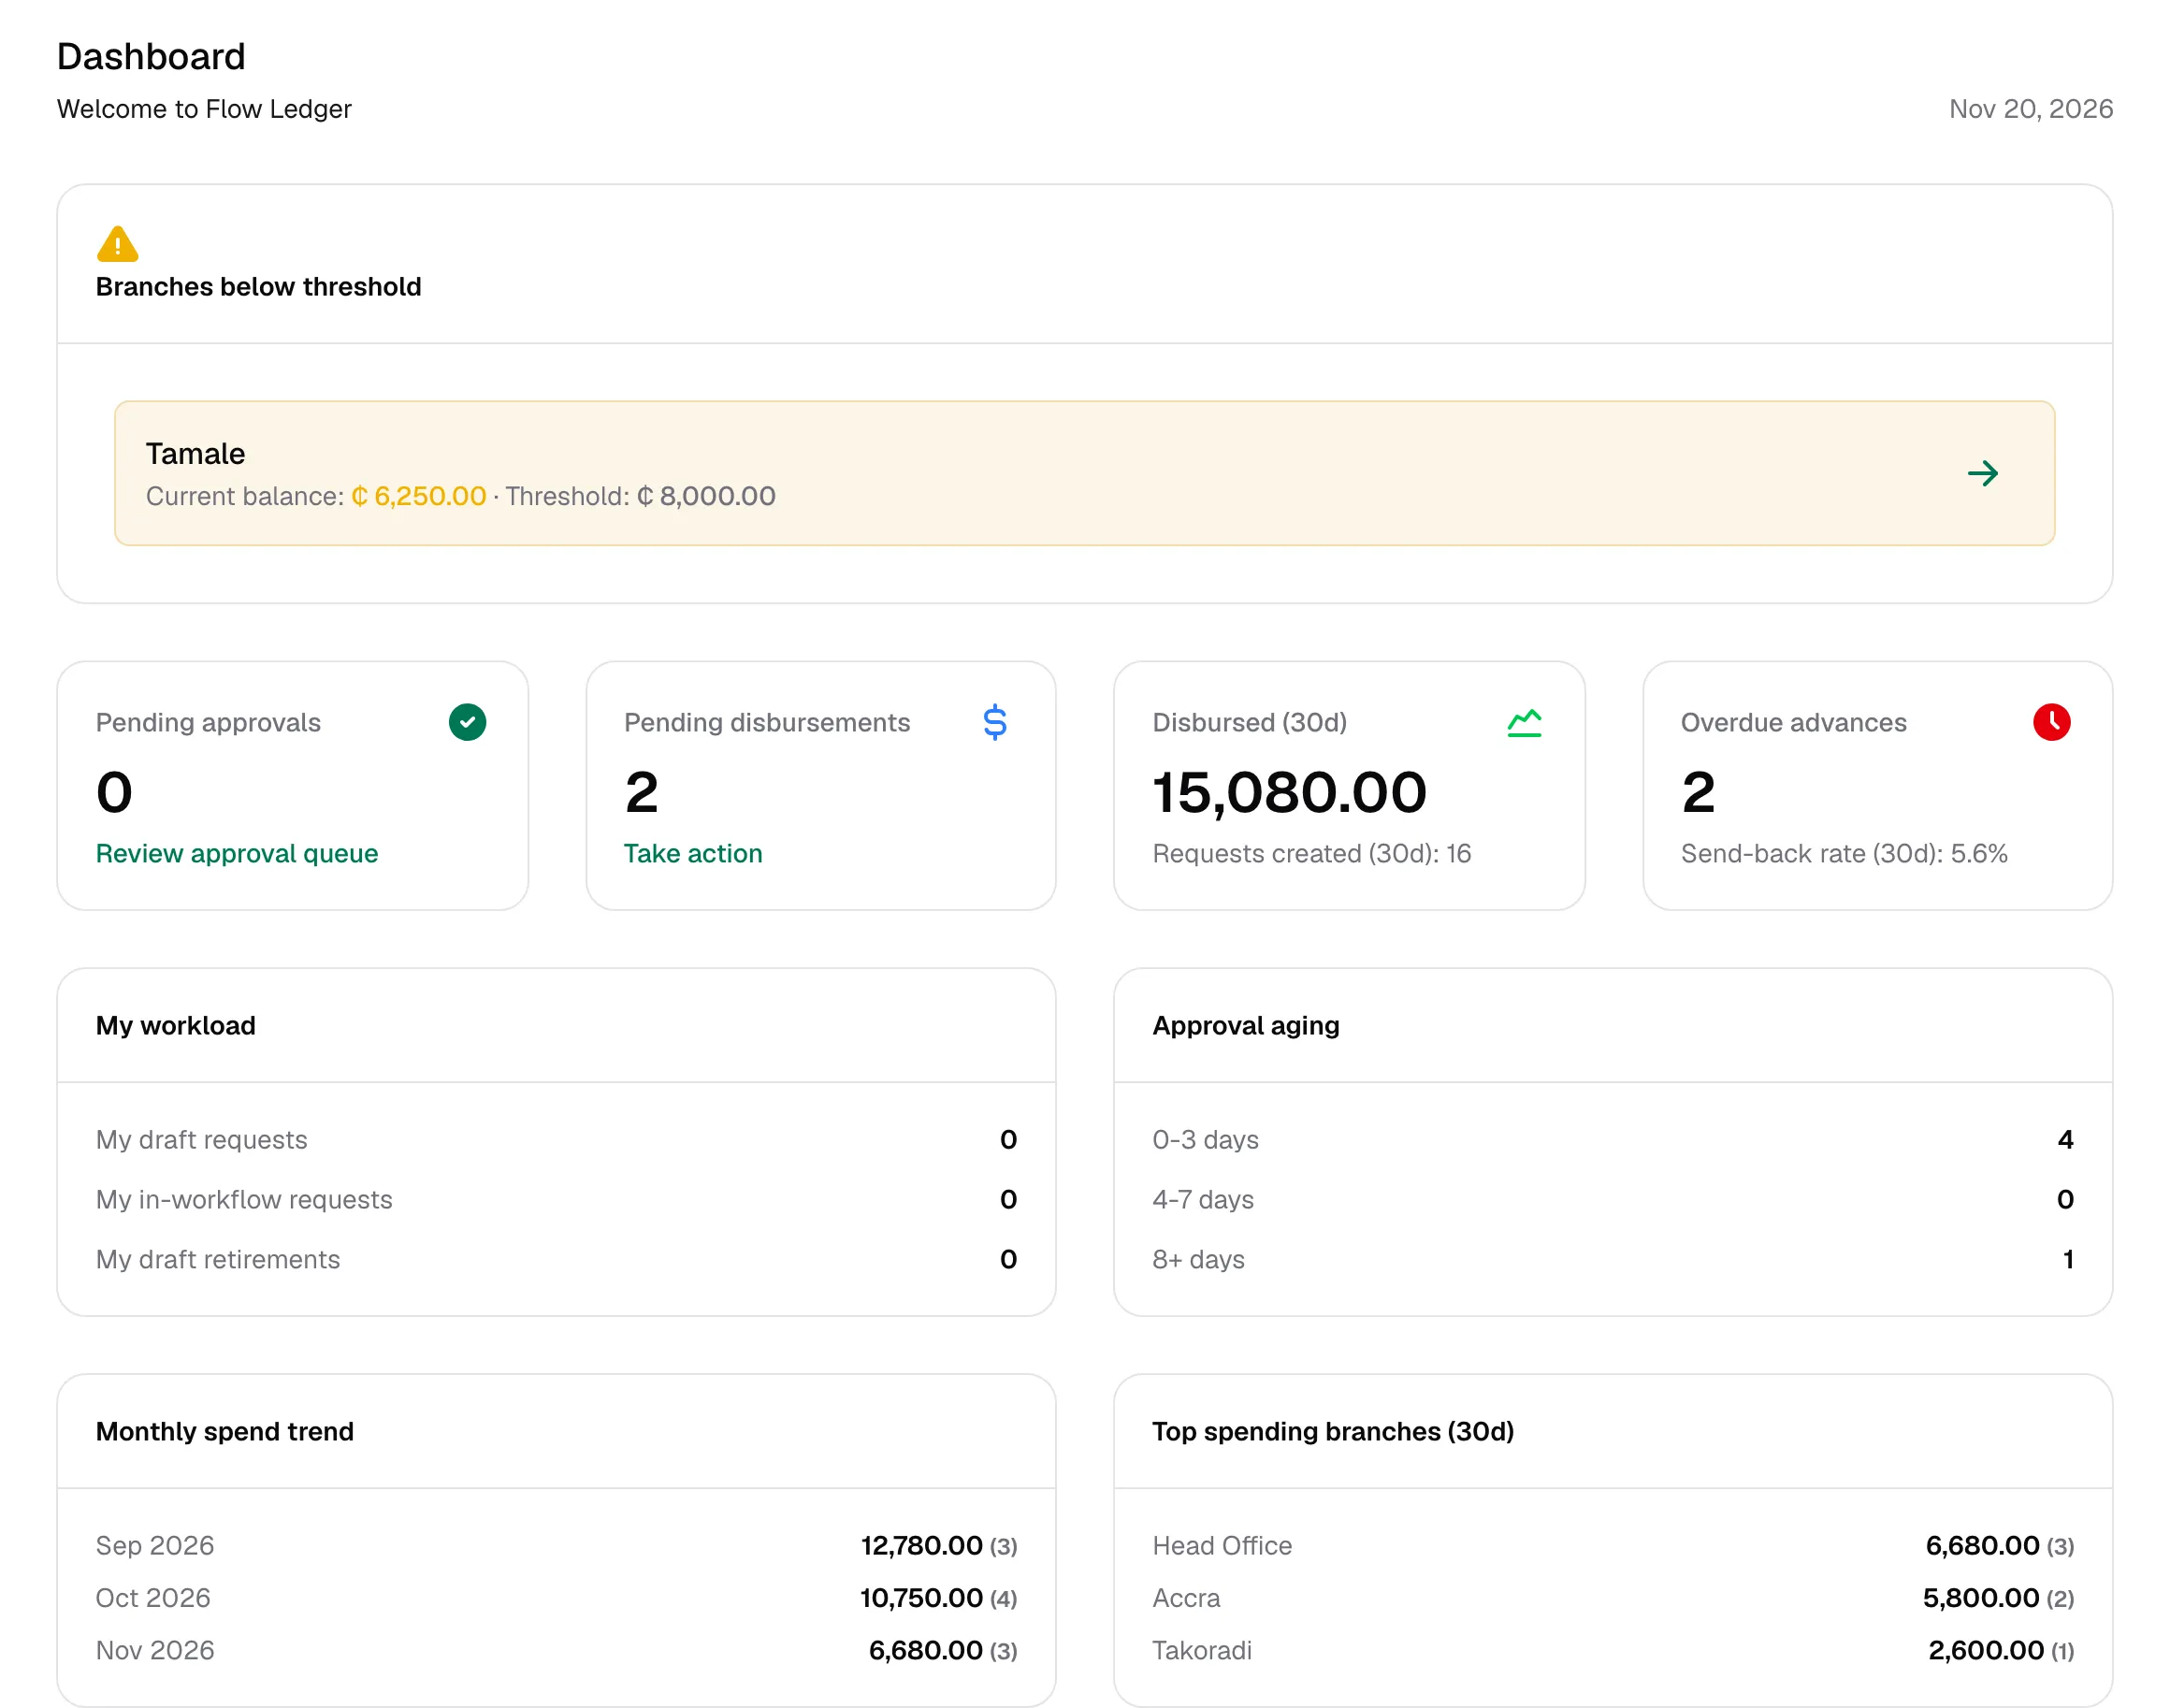 Dashboard
Welcome to Flow Ledger
Nov 20, 2026
Branches below threshold
Tamale
Current balance: ₵ 6,250.00 · Threshold: ₵ 8,000.00
Pending approvals
0
Review approval queue
Pending disbursements
2
Take action
Disbursed (30d)
15,080.00
Requests created (30d): 16
Overdue advances
2
Send-back rate (30d): 5.6%
My workload
My draft requests 0
My in-workflow requests 0
My draft retirements 0
Approval aging
0-3 days 4
4-7 days 0
8+ days 1
Monthly spend trend
Sep 2026 12,780.00 (3)
Oct 2026 10,750.00 (4)
Nov 2026 6,680.00 (3)
Top spending branches (30d)
Head Office 6,680.00 (3)
Accra 5,800.00 (2)
Takoradi 2,600.00 (1)